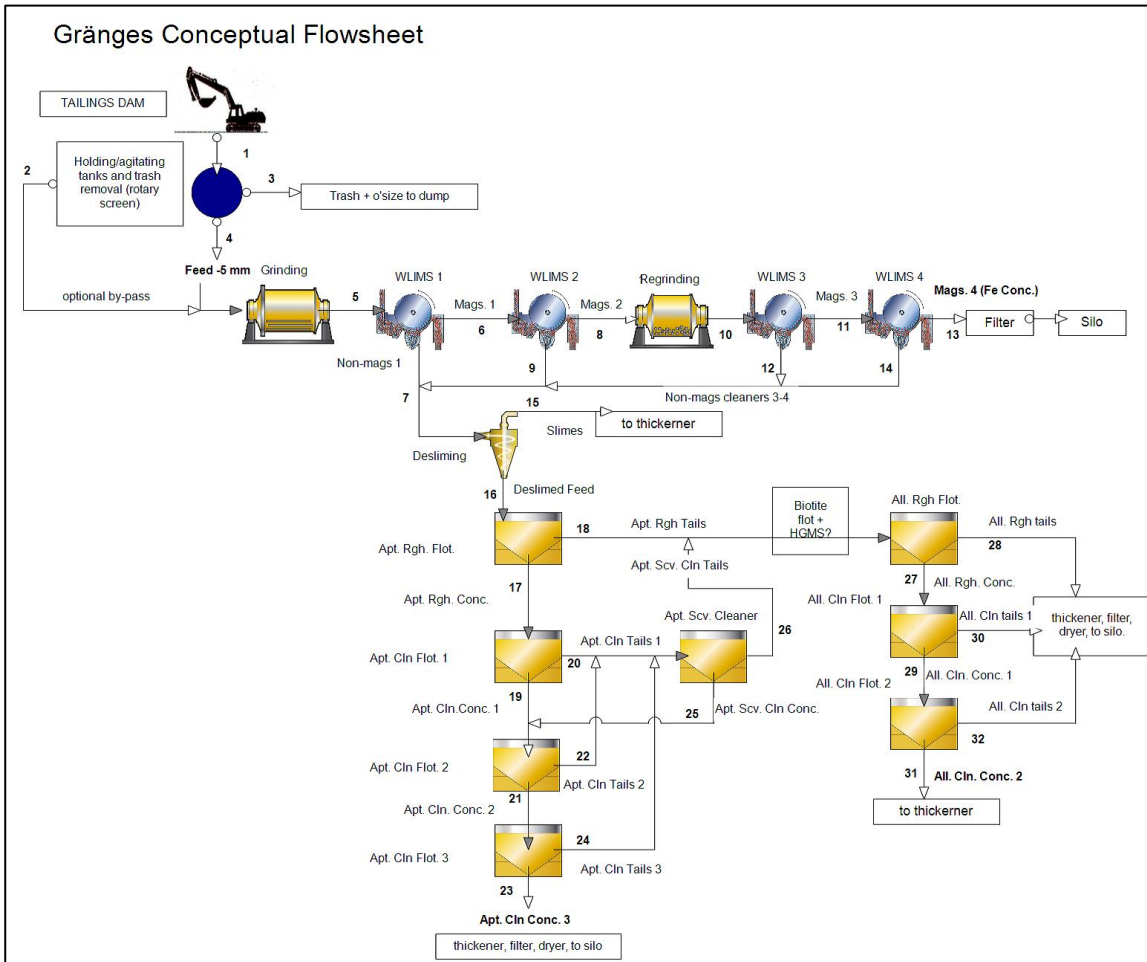 Gränges Conceptual Flowsheet
TAILINGS DAM
1
2
Holding/agitating
tanks and trash
removal (rotary
screen)
3
Trash + o'size to dump
4
Feed -5 mm
optional by-pass
Grinding
5
WLIMS 1
Mags. 1
6
WLIMS 2
Mags. 2
8
Regrinding
10
WLIMS 3
Mags. 3
11
WLIMS 4
Mags. 4 (Fe Conc.)
13
Filter
Silo
Non-mags 1
7
9
12
14
Non-mags cleaners 3-4
15
Slimes
to thickerner
Desliming
16
Deslimed Feed
Apt. Rgh. Flot.
18
Apt. Rgh Tails
Biotite
flot +
HGMS?
All. Rgh Flot.
All. Rgh tails
28
17
Apt. Rgh. Conc.
Apt. Scv. Cln Tails
27
All. Rgh. Conc.
All. Cln Flot. 1
All. Cln tails 1
30
thickener, filter,
dryer, to silo.
Apt. Cln Flot. 1
20
Apt. Cln Tails 1
Apt. Scv. Cleaner
26
29
All. Cln. Conc. 1
All. Cln Flot. 2
All. Cln tails 2
32
19
Apt. Cln.Conc. 1
25
Apt. Scv. Cln Conc.
Apt. Cln Flot. 2
22
Apt. Cln Tails 2
31
All. Cln. Conc. 2
to thickerner
21
Apt. Cln. Conc. 2
Apt. Cln Flot. 3
24
Apt. Cln Tails 3
23
Apt. Cln Conc. 3
thickener, filter, dryer, to silo